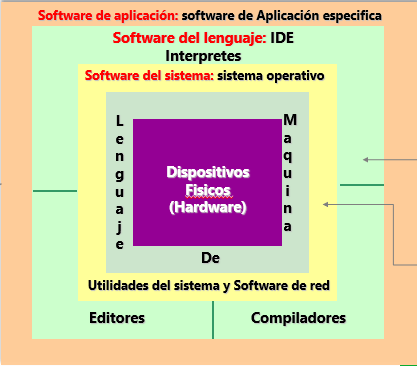 Software de aplicación: software de Aplicación especifica
Software del lenguaje: IDE
Interpretes
Software del sistema: sistema operativo
Lenguaje
De
Maquina
Dispositivos
Fisicos
(Hardware)
Utilidades del sistema y Software de red
Editores
Compiladores